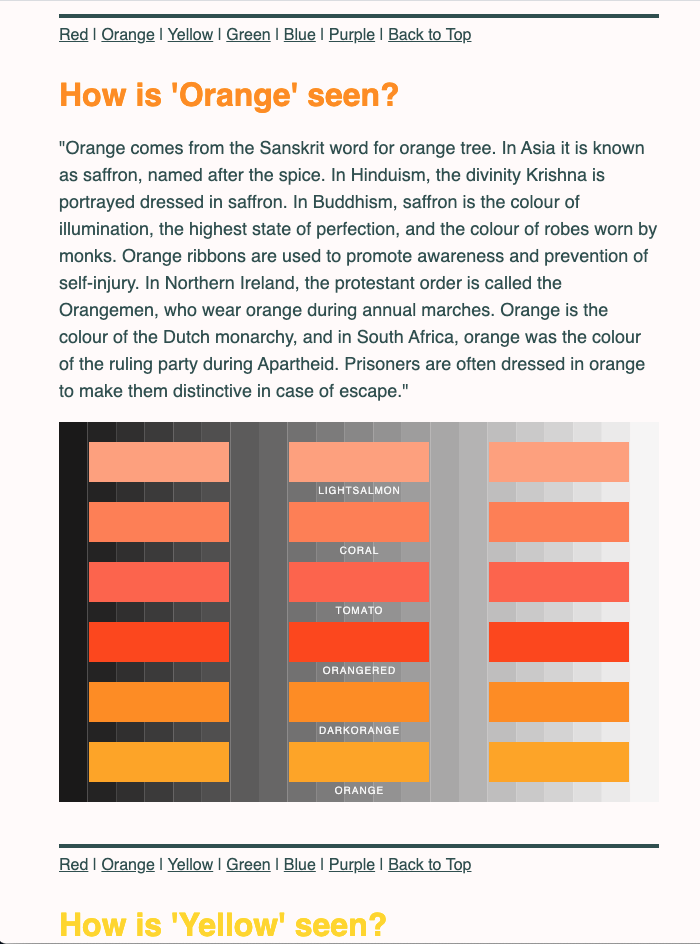 Red | Orange | Yellow | Green | Blue | Purple | Back to Top
How is 'Orange' seen?
"Orange comes from the Sanskrit word for orange tree. In Asia it is known
as saffron, named after the spice. In Hinduism, the divinity Krishna is
portrayed dressed in saffron. In Buddhism, saffron is the colour of
illumination, the highest state of perfection, and the colour of robes worn by
monks. Orange ribbons are used to promote awareness and prevention of
self-injury. In Northern Ireland, the protestant order is called the
Orangemen, who wear orange during annual marches. Orange is the
colour of the Dutch monarchy, and in South Africa, orange was the colour
of the ruling party during Apartheid. Prisoners are often dressed in orange
to make them distinctive in case of escape."
LIGHTSALMON
CORAL
TOMATO
ORANGERED
DARKORANGE
ORANGE
Red | Orange | Yellow | Green | Blue | Purple | Back to Top
How is 'Yellow' seen?